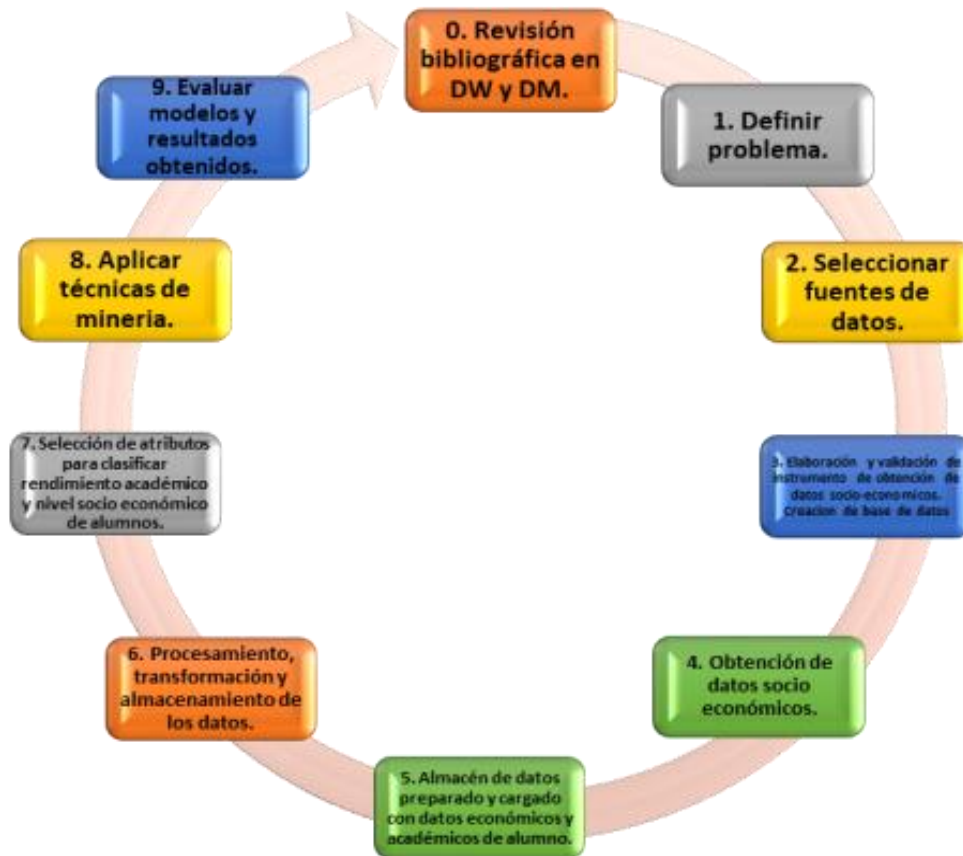 0. Revisión
bibliográfica en
DW y DM.
1. Definir
problema.
2. Seleccionar
fuentes de
datos.
3. Elaboración y validación de
instrumento de obtención de
datos socio-economicos.
Creacion de base de datos
4. Obtención de
datos socio
económicos.
5. Almacén de datos
preparado y cargado
con datos económicos y
académicos de alumno.
6. Procesamiento,
transformación y
almacenamiento de
los datos.
7. Selección de atributos
para clasificar
rendimiento académico
y nivel socio económico
de alumnos.
8. Aplicar
técnicas de
mineria.
9. Evaluar
modelos y
resultados
obtenidos.